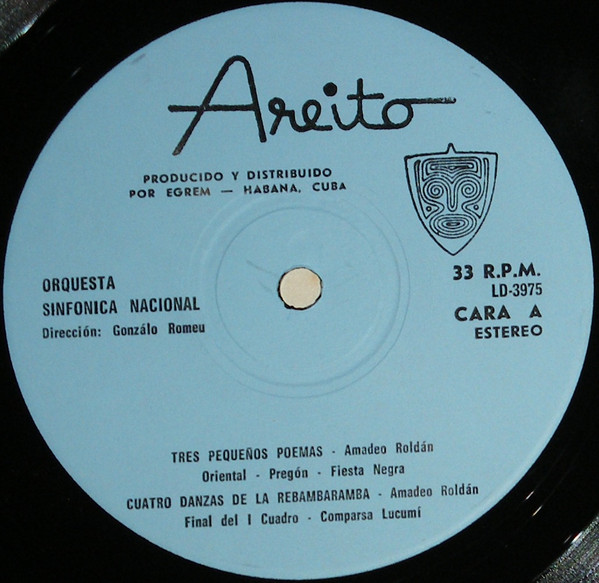 Areito
PRODUCIDO Y DISTRIBUIDO
POR EGREM — HABANA, CUBA
ORQUESTA
SINFONICA NACIONAL
Dirección: Gonzálo Romeu
33 R.P.M.
LD-3975
CARA A
ESTEREO
TRES PEQUEÑOS POEMAS - Amadeo Roldán
Oriental - Pregón - Fiesta Negra
CUATRO DANZAS DE LA REBAMBARAMBA - Amadeo Roldán
Final del I Cuadro - Comparsa Lucumí